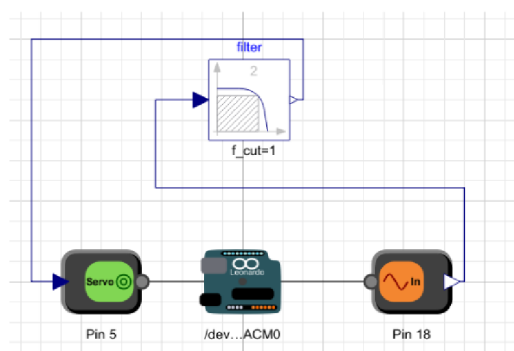 filter
2
f_cut=1
Servo
Leonardo
In
Pin 5
/dev...ACM0
Pin 18